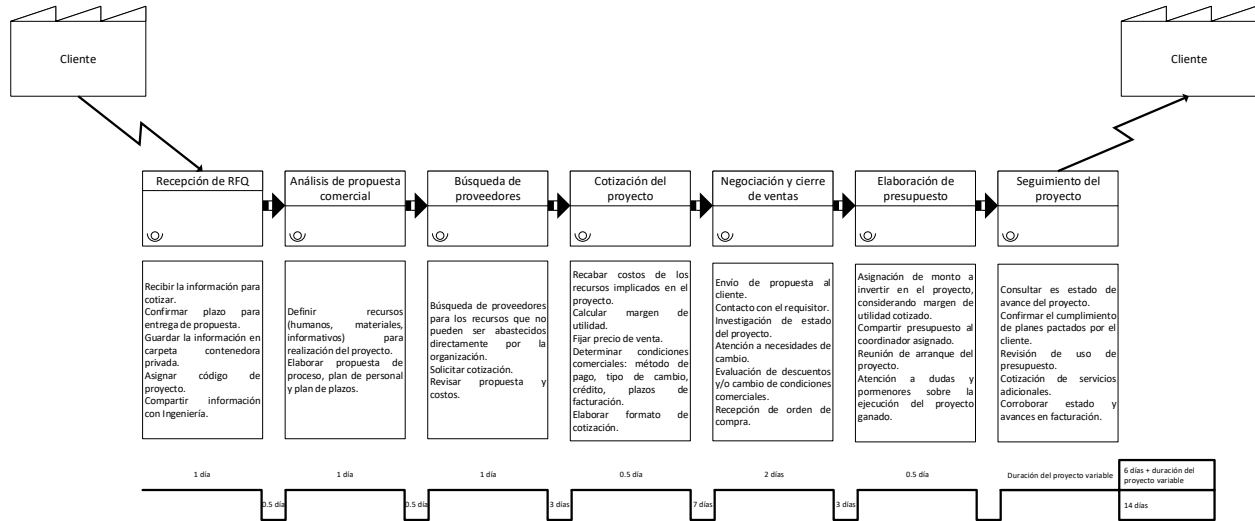 Cliente
Cliente
Recepción de RFQ
Análisis de propuesta
comercial
Búsqueda de
proveedores
Cotización del
proyecto
Negociación y cierre
de ventas
Elaboración de
presupuesto
Seguimiento del
proyecto
Recibir la información para
cotizar.
Confirmar plazo para
entrega de propuesta.
Guardar la información en
carpeta contenedora
privada.
Asignar código de
proyecto.
Compartir información
con Ingeniería.
Definir recursos
(humanos, materiales,
informativos) para
realización del proyecto.
Elaborar propuesta de
proceso, plan de personal
y plan de plazos.
Búsqueda de proveedores
para los recursos que no
pueden ser abastecidos
directamente por la
organización.
Solicitar cotización.
Revisar propuesta y
costos.
Recabar costos de los
recursos implicados en el
proyecto.
Calcular margen de
utilidad.
Fijar precio de venta.
Determinar condiciones
comerciales: método de
pago, tipo de cambio,
crédito, plazos de
facturación.
Elaborar formato de
cotización.
Envío de propuesta al
cliente.
Contacto con el requisitor.
Investigación de estado
del proyecto.
Atención a necesidades de
cambio.
Evaluación de descuentos
y/o cambio de condiciones
comerciales.
Recepción de orden de
compra.
Asignación de monto a
invertir en el proyecto,
considerando margen de
utilidad cotizado.
Compartir presupuesto al
coordinador asignado.
Reunión de arranque del
proyecto.
Atención a dudas y
pormenores sobre la
ejecución del proyecto
ganado.
Consultar es estado de
avance del proyecto.
Confirmar el cumplimiento
de planes pactados por el
cliente.
Revisión de uso de
presupuesto.
Cotización de servicios
adicionales.
Corroborar estado y
avances en facturación.
1 día
1 día
1 día
0.5 día
2 días
0.5 día
Duración del proyecto variable
6 días + duración del
proyecto variable
0.5 día
0.5 día
3 días
7 días
3 días
14 días